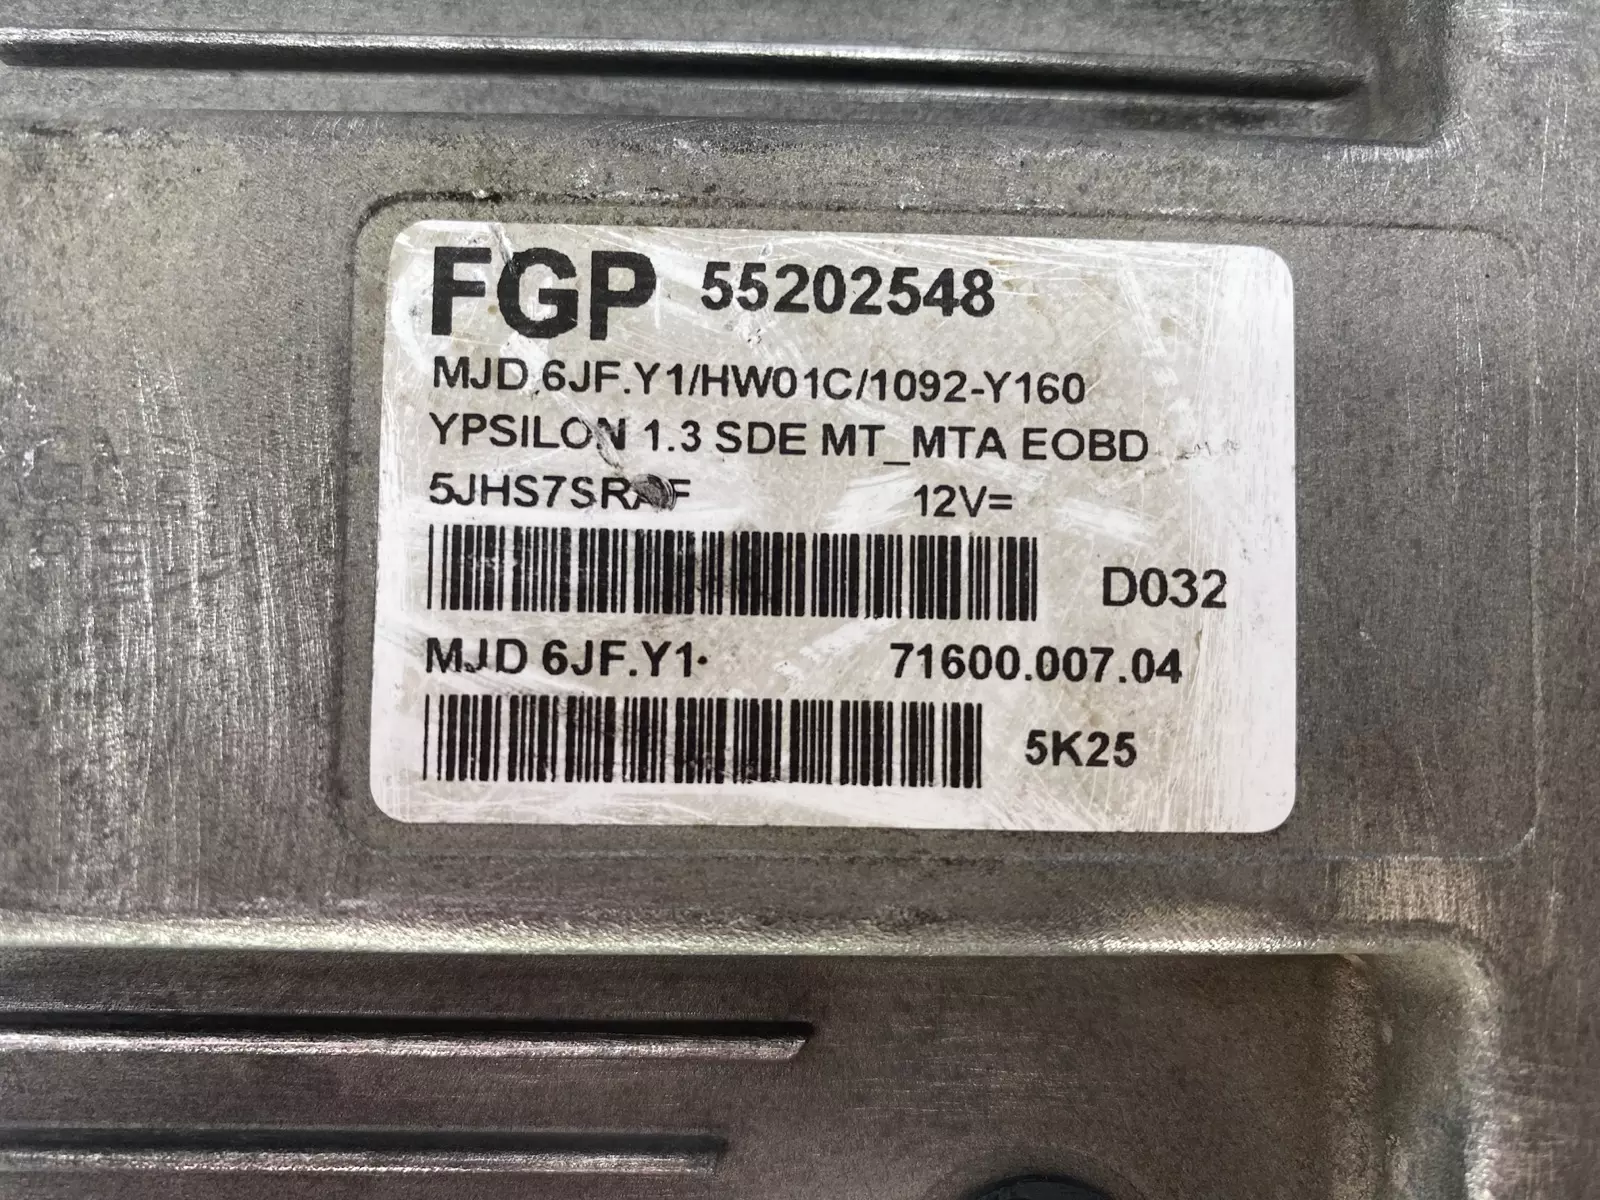 FGP 55202548
MJD 6JF.Y1/HW01C/1092-Y160
YPSILON 1.3 SDE MT_MTA EOBD
12V=
D032
MJD 6JF.Y1 71600.007.04
5K25